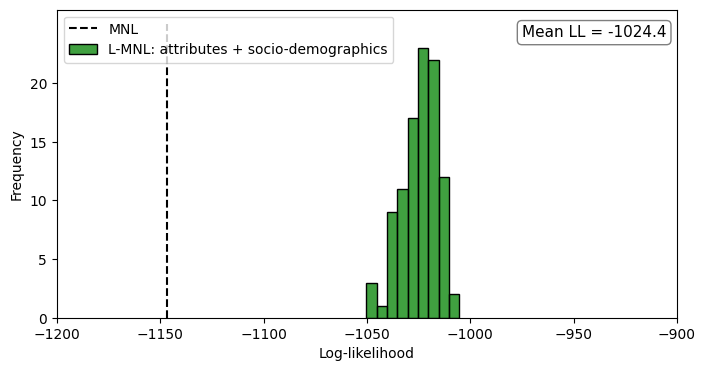 MNL
L-MNL: attributes + socio-demographics
Mean LL = -1024.4
Frequency
20
15
10
5
0
−1200
−1150
−1100
−1050
−1000
−950
−900
Log-likelihood